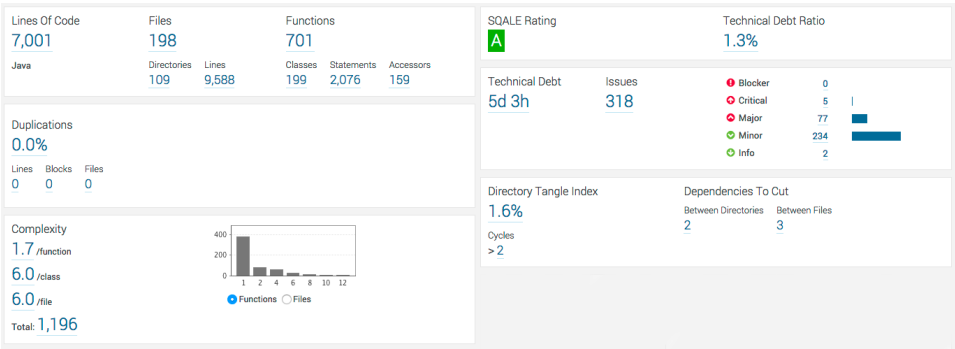 Lines Of Code Files Functions
7,001 198 701
Java Directories Lines Classes Statements Accessors
109 9,588 199 2,076 159
Duplications
0.0%
Lines Blocks Files
0 0 0
Complexity
1.7 /function
6.0 /class
6.0 /file
Total: 1,196
400
200
0
1 2 4 6 8 10 12
Functions Files
SQALE Rating Technical Debt Ratio
A 1.3%
Technical Debt Issues
5d 3h 318
Blocker 0
Critical 5
Major 77
Minor 234
Info 2
Directory Tangle Index Dependencies To Cut
1.6% Between Directories Between Files
2 3
Cycles
> 2